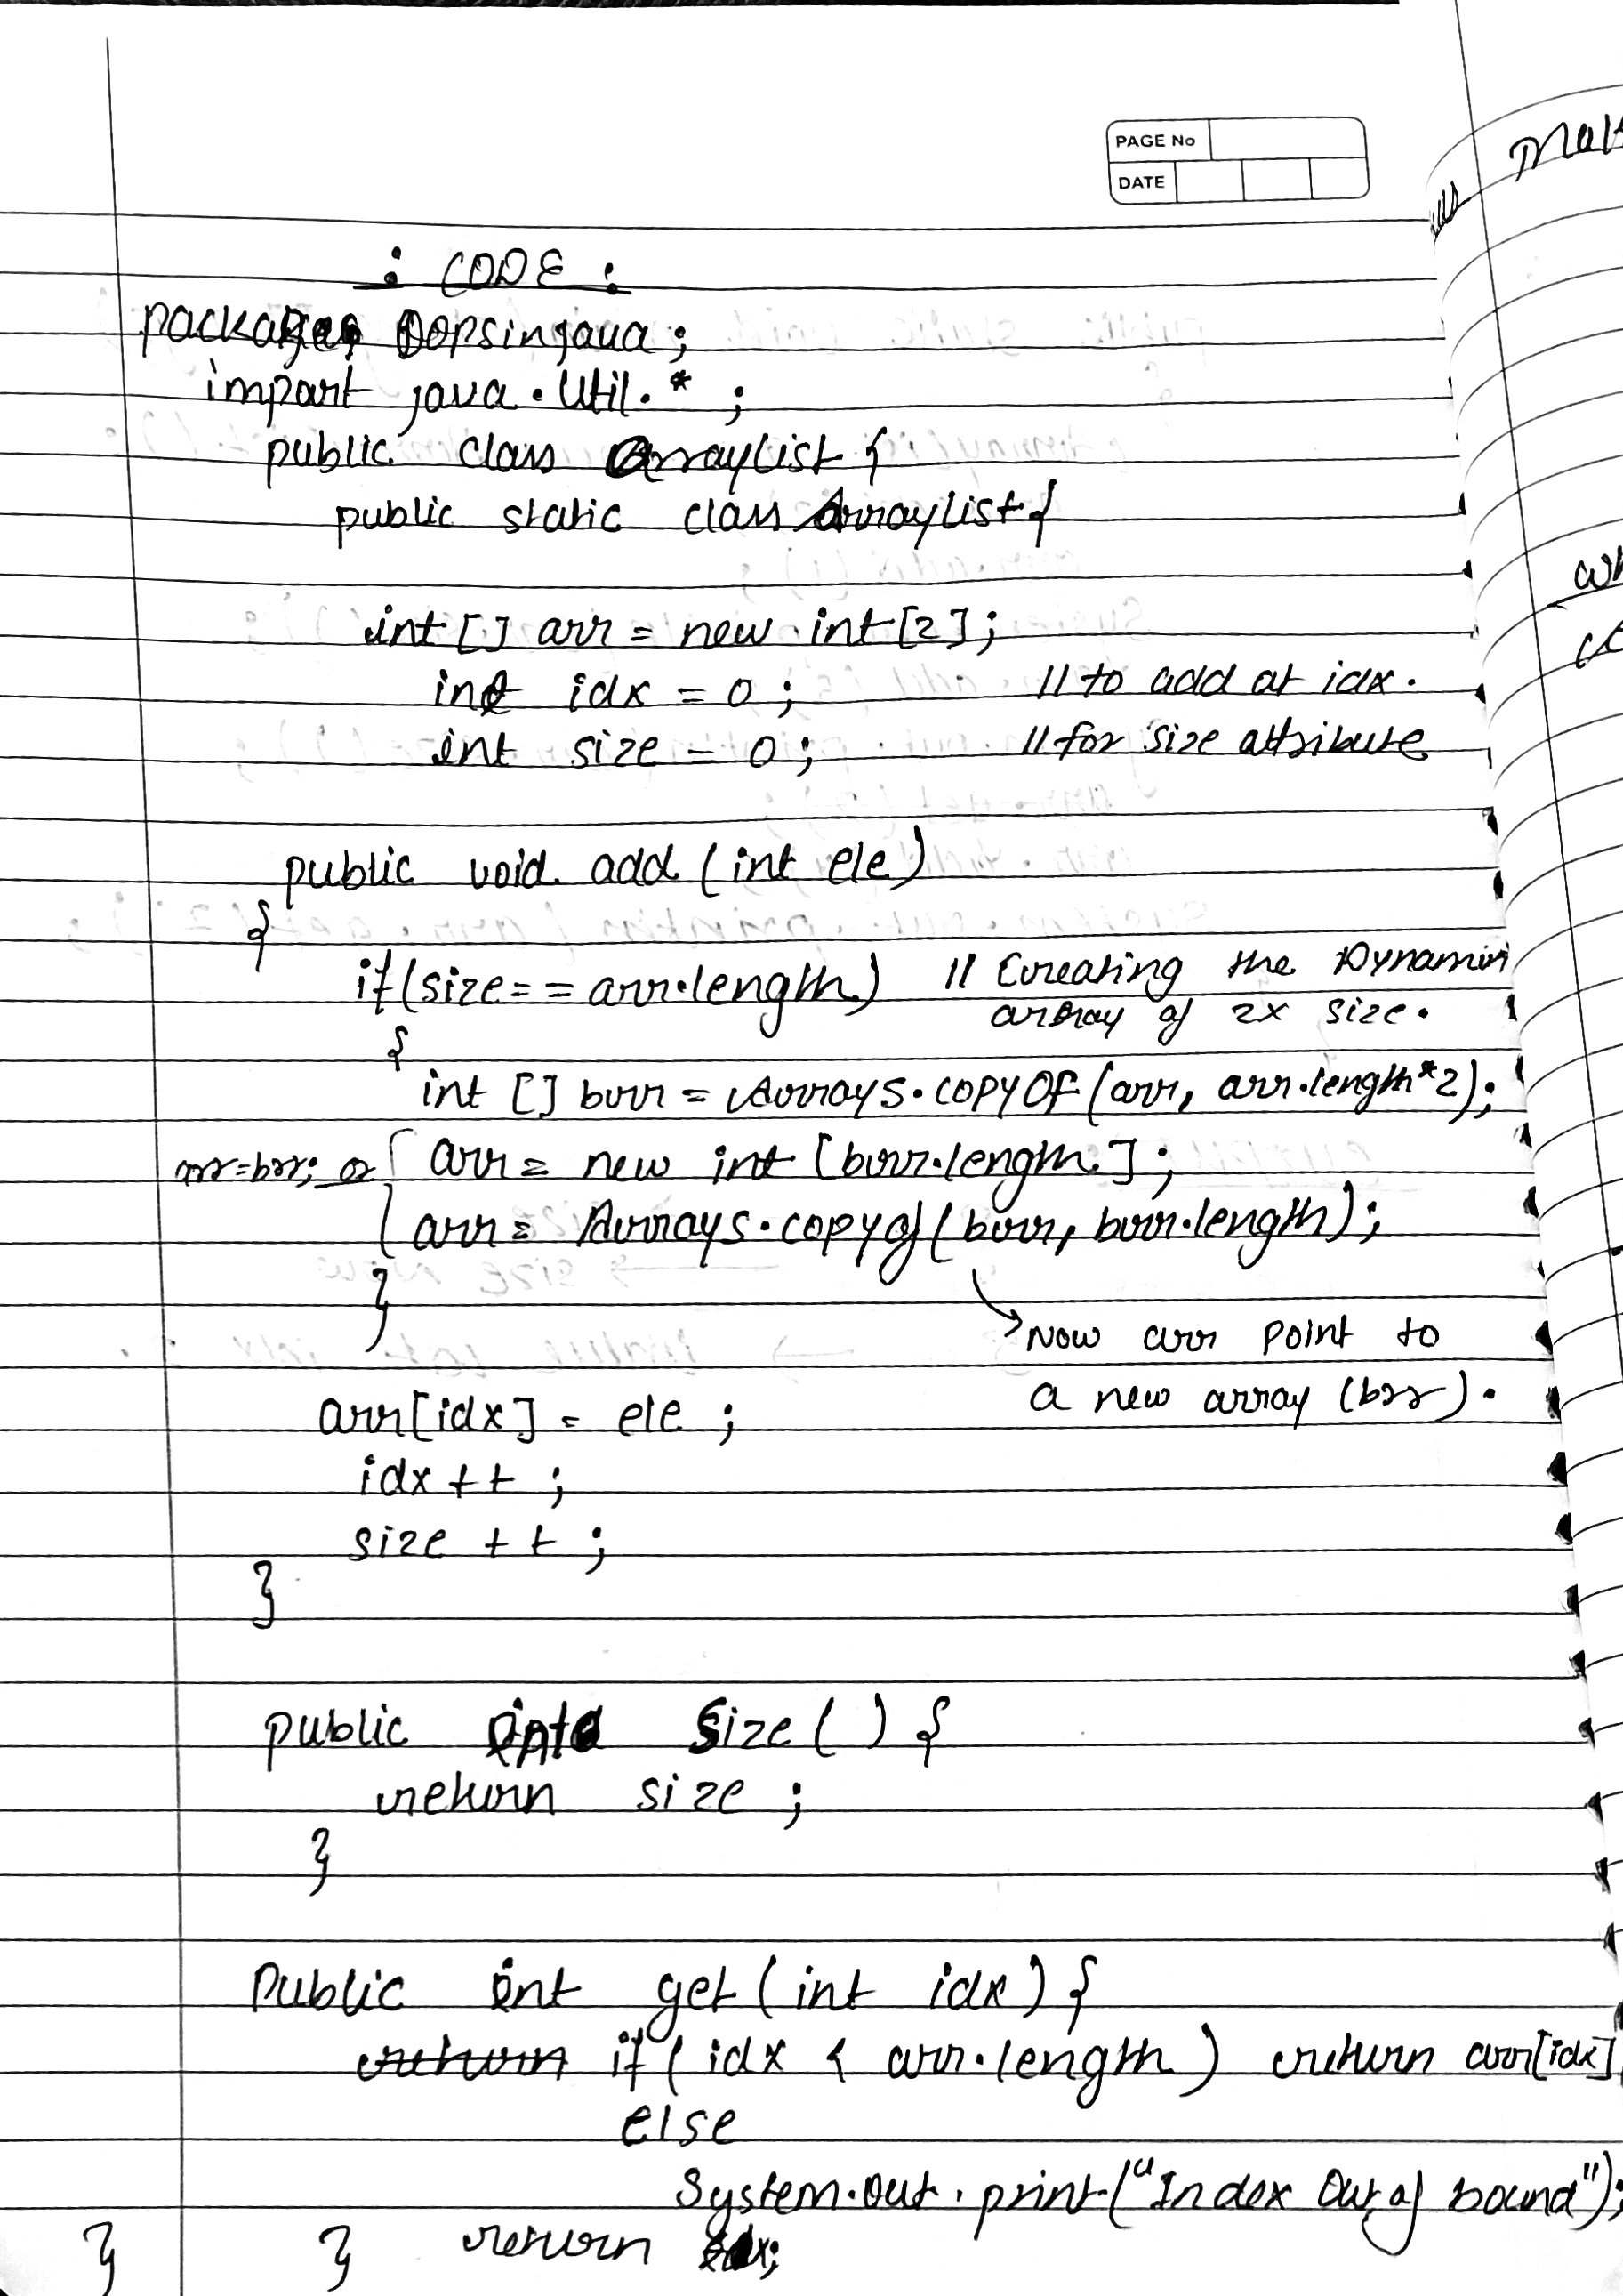 PAGE No
DATE
: CODE :
package Oopsinjava ;
import java.util.* ;
public class ArrayList {
public static class Arraylist {
int [] arr = new int [2] ;
int idx = 0 ; // to add at idx.
int size = 0 ; // for size attribute
public void add (int ele)
{
if (size == arr.length) // Creating the Dynamic
array of 2x size.
{
int [] brr = Arrays.copyOf (arr, arr.length*2);
arr=brr; or arr = new int [brr.length] ;
arr = Arrays.copyof (brr, brr.length);
}
Now arr point to
a new array (brr).
arr[idx] = ele ;
idx ++ ;
size ++ ;
}
public int size ( ) {
return size ;
}
Public int get (int idx) {
return if ( idx < arr.length ) return arr[idx]
else
System.out.print("Index Out of bound");
} } return